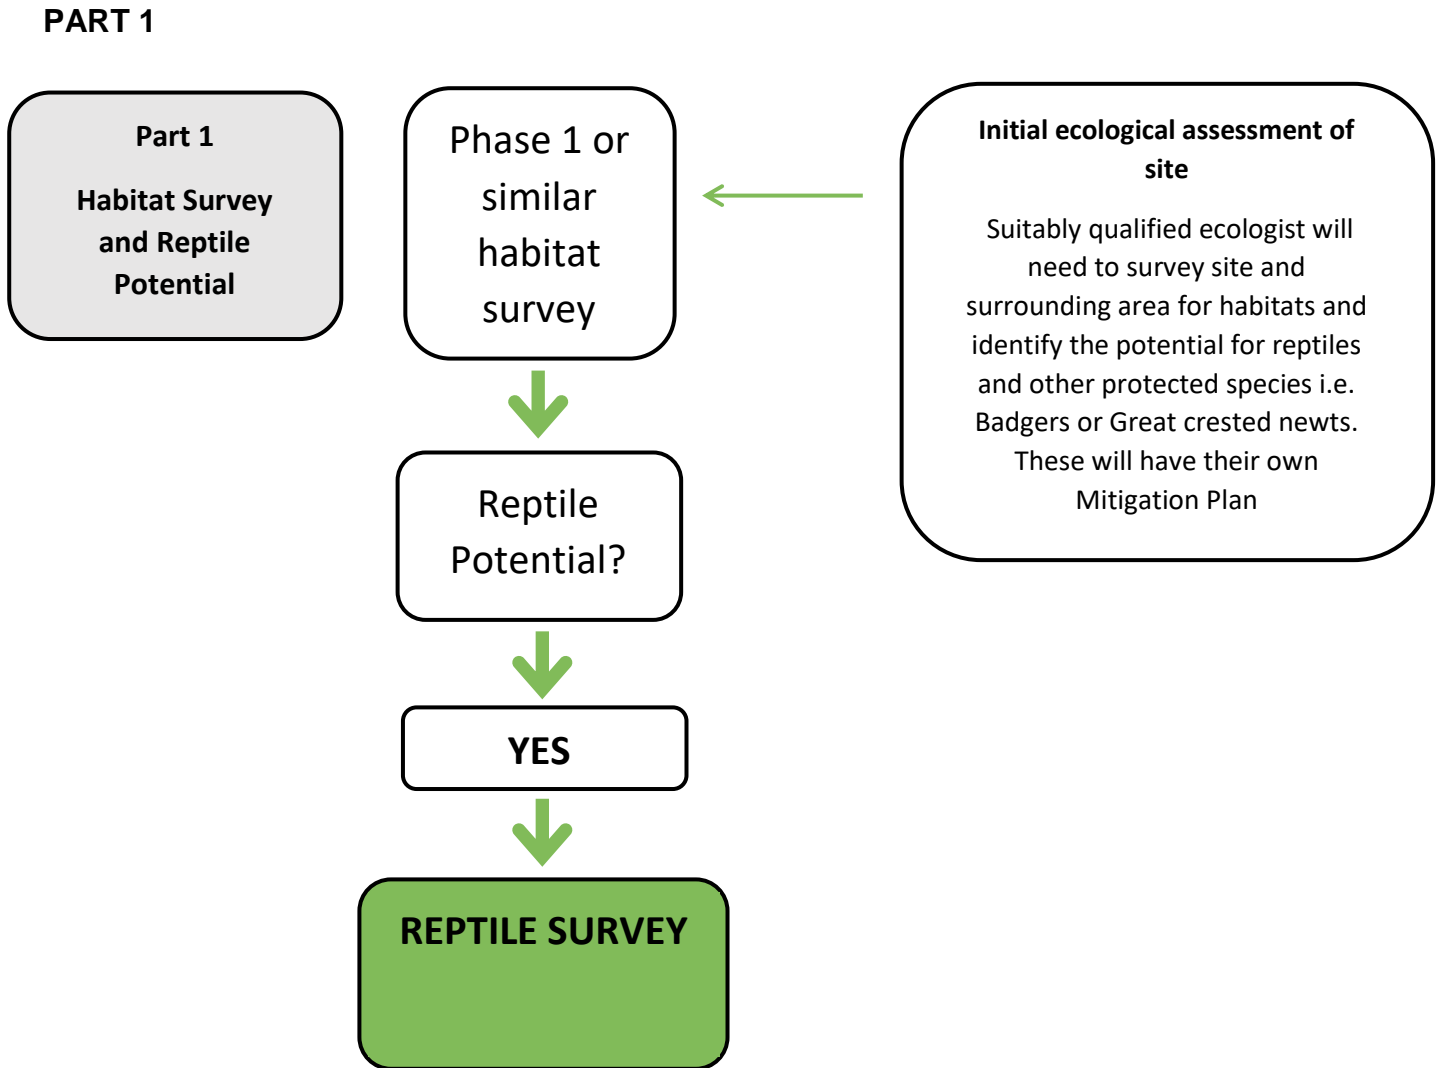 PART 1
Part 1
Habitat Survey
and Reptile
Potential
Phase 1 or
similar
habitat
survey
Initial ecological assessment of
site
Suitably qualified ecologist will
need to survey site and
surrounding area for habitats and
identify the potential for reptiles
and other protected species i.e.
Badgers or Great crested newts.
These will have their own
Mitigation Plan
Reptile
Potential?
YES
REPTILE SURVEY